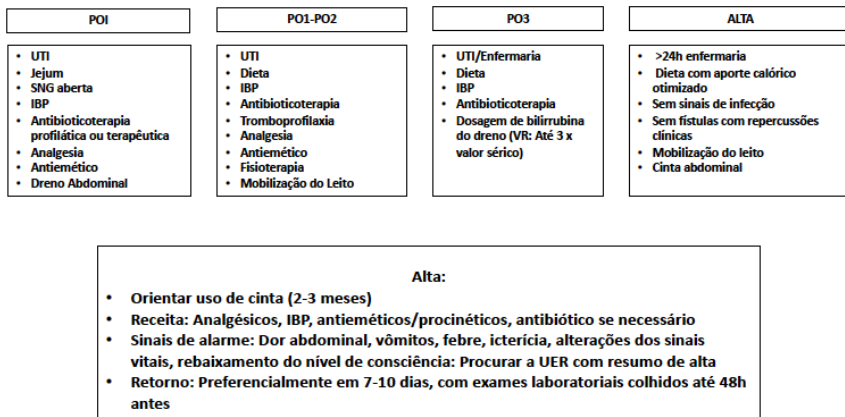 POI
• UTI
• Jejum
• SNG aberta
• IBP
• Antibioticoterapia
profilática ou terapêutica
• Analgesia
• Antiemético
• Dreno Abdominal
PO1-PO2
• UTI
• Dieta
• IBP
• Antibioticoterapia
• Tromboprofilaxia
• Analgesia
• Antiemético
• Fisioterapia
• Mobilização do Leito
PO3
• UTI/Enfermaria
• Dieta
• IBP
• Antibioticoterapia
• Dosagem de bilirrubina
do dreno (VR: Até 3 x
valor sérico)
ALTA
• >24h enfermaria
• Dieta com aporte calórico
otimizado
• Sem sinais de infecção
• Sem fístulas com repercussões
clínicas
• Mobilização do leito
• Cinta abdominal
Alta:
• Orientar uso de cinta (2-3 meses)
• Receita: Analgésicos, IBP, antieméticos/procinéticos, antibiótico se necessário
• Sinais de alarme: Dor abdominal, vômitos, febre, icterícia, alterações dos sinais
vitais, rebaixamento do nível de consciência: Procurar a UER com resumo de alta
• Retorno: Preferencialmente em 7-10 dias, com exames laboratoriais colhidos até 48h
antes